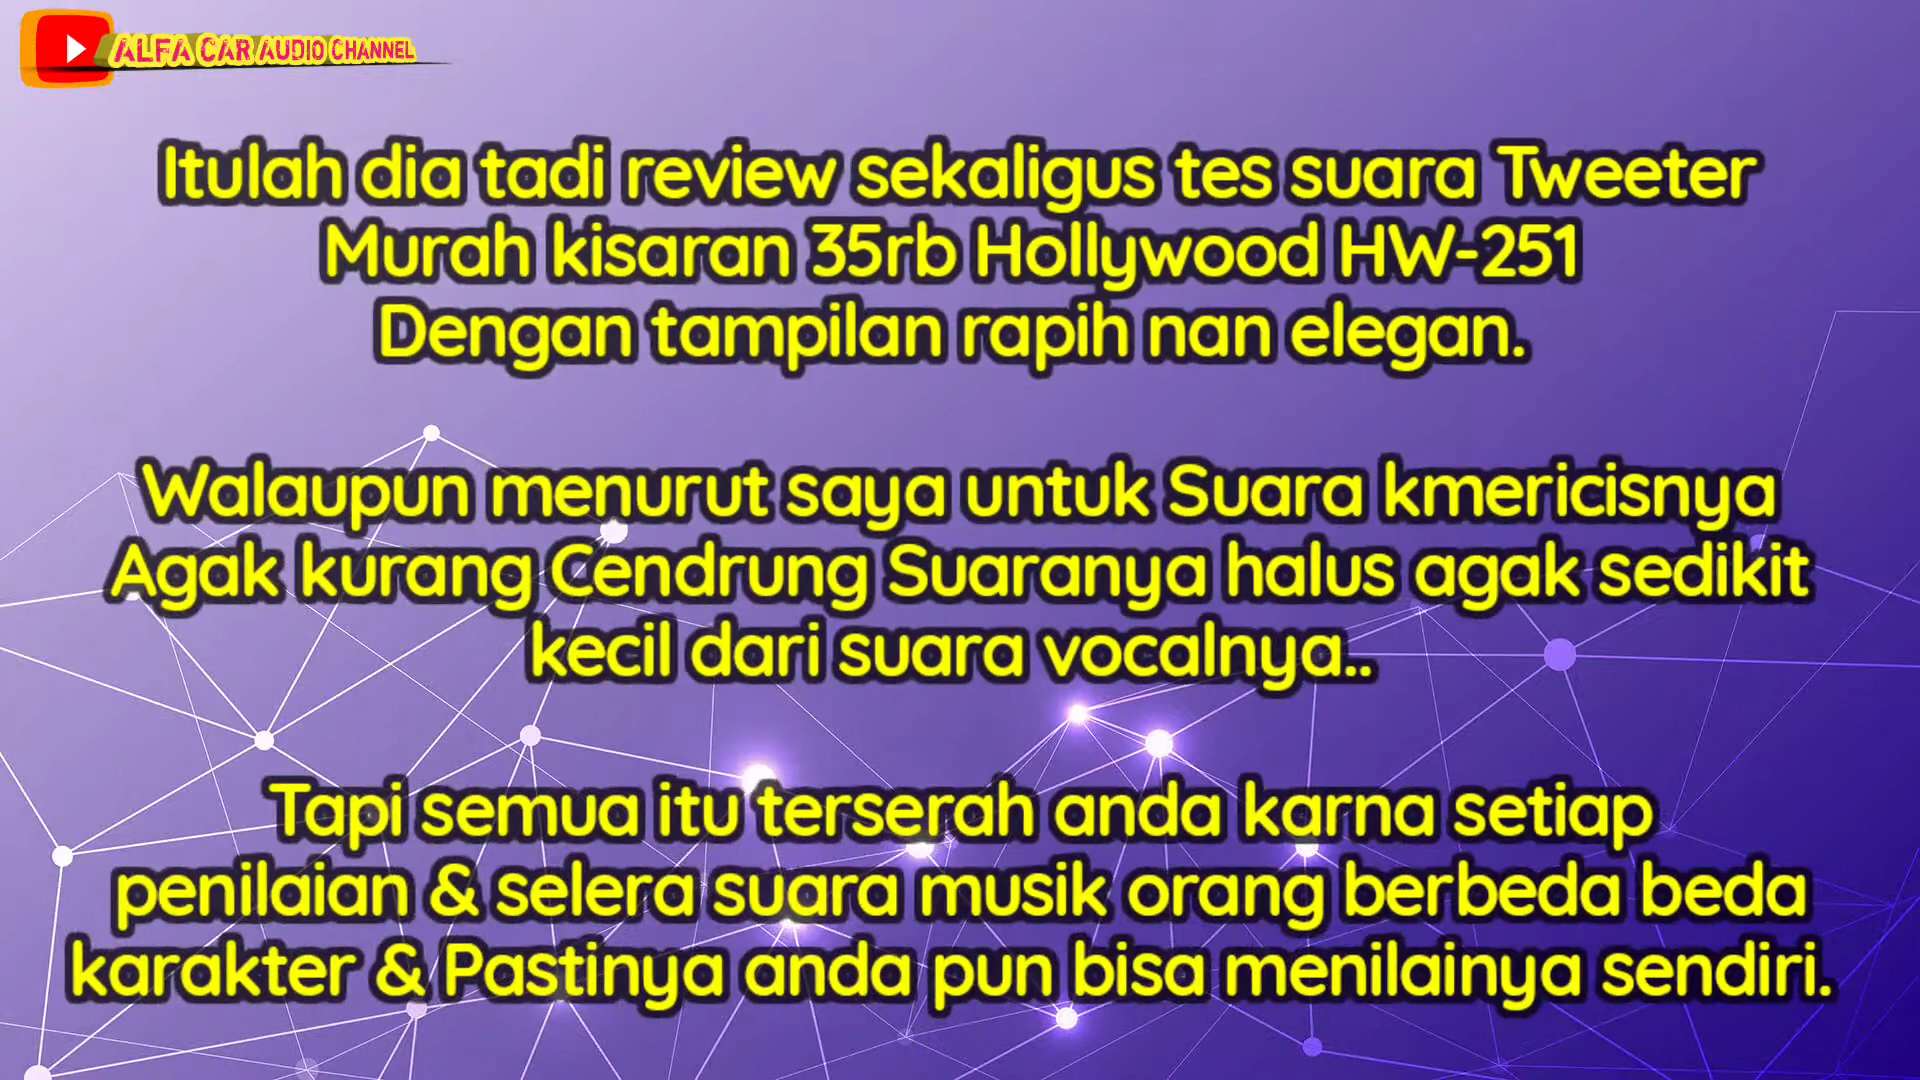 ALFA CAR AUDIO CHANNEL
Itulah dia tadi review sekaligus tes suara Tweeter
Murah kisaran 35rb Hollywood HW-251
Dengan tampilan rapih nan elegan.
Walaupun menurut saya untuk Suara kmericisnya
Agak kurang Cendrung Suaranya halus agak sedikit
kecil dari suara vocalnya..
Tapi semua itu terserah anda karna setiap
penilaian & selera suara musik orang berbeda beda
karakter & Pastinya anda pun bisa menilainya sendiri.